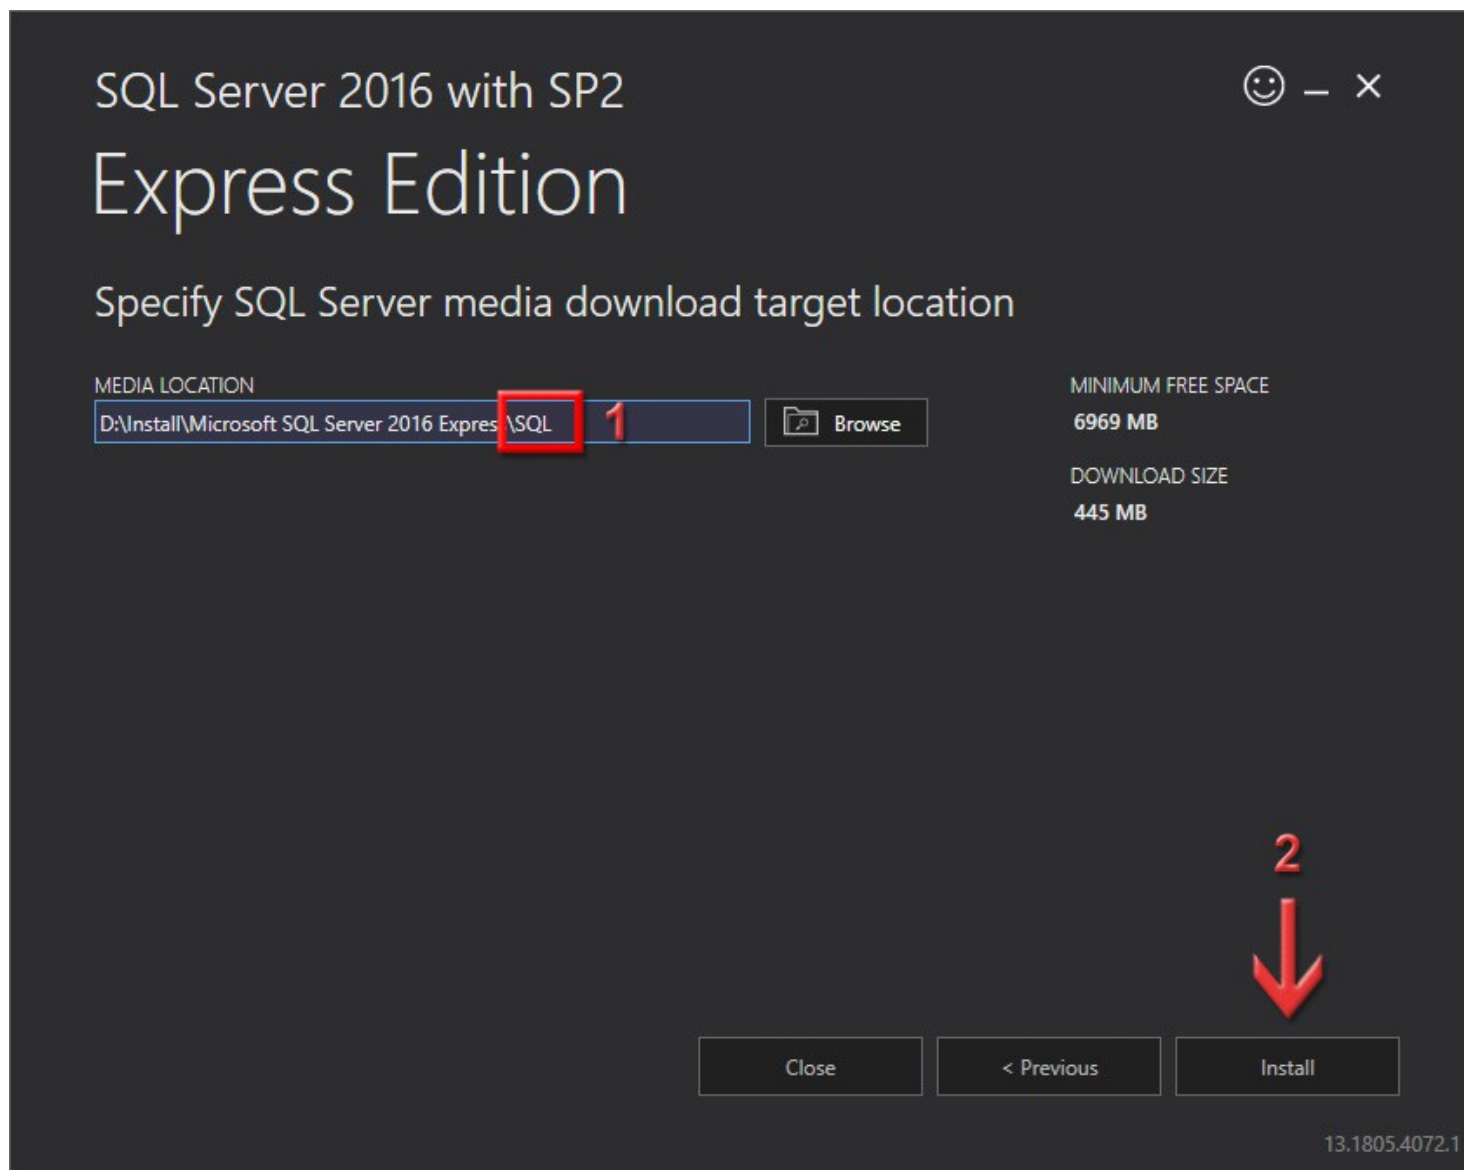 SQL Server 2016 with SP2
Express Edition
Specify SQL Server media download target location
MEDIA LOCATION
D:\Install\Microsoft SQL Server 2016 Expres\SQL
1
Browse
MINIMUM FREE SPACE
6969 MB
DOWNLOAD SIZE
445 MB
2
Close
< Previous
Install
13.1805.4072.1